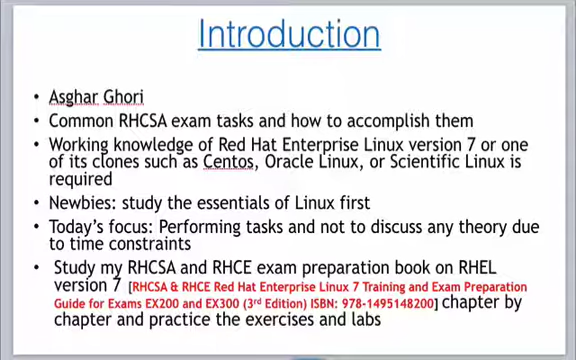 Introduction
• Asghar Ghori
• Common RHCSA exam tasks and how to accomplish them
• Working knowledge of Red Hat Enterprise Linux version 7 or one
of its clones such as Centos, Oracle Linux, or Scientific Linux is
required
• Newbies: study the essentials of Linux first
• Today's focus: Performing tasks and not to discuss any theory due
to time constraints
• Study my RHCSA and RHCE exam preparation book on RHEL
version 7 [RHCSA & RHCE Red Hat Enterprise Linux 7 Training and Exam Preparation
Guide for Exams EX200 and EX300 (3rd Edition) ISBN: 978-1495148200] chapter by
chapter and practice the exercises and labs